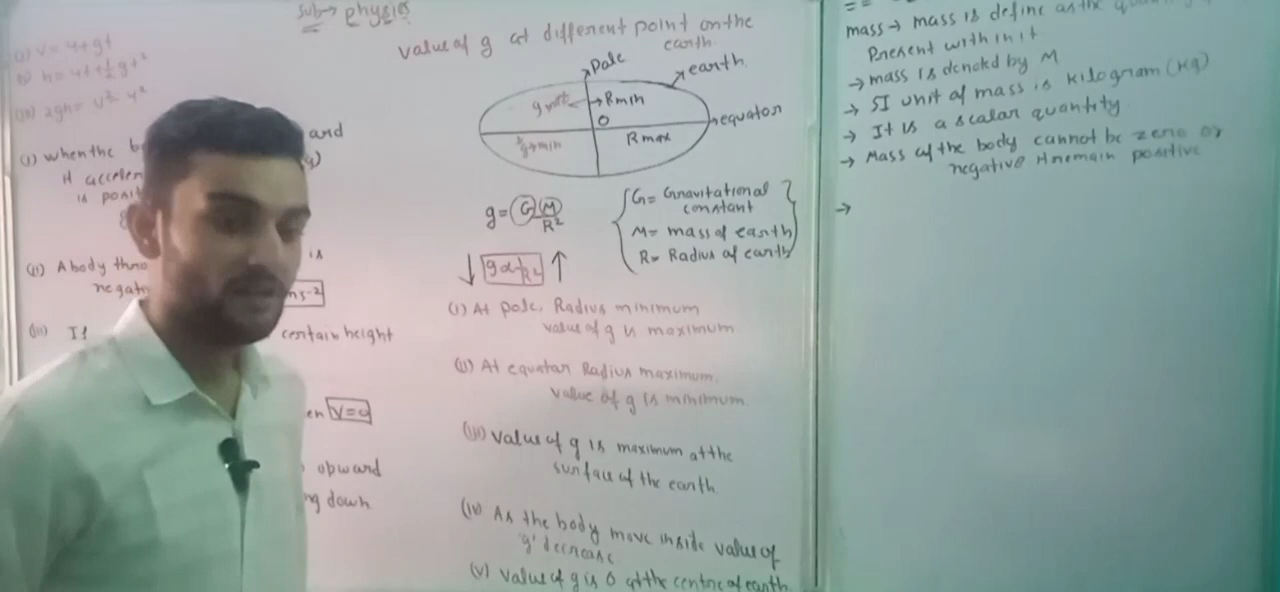 Sub→ Physics
(i) v = u+gt
(ii) h = ut+½gt²
(iii) 2gh = v²-u²
(i) When the b and
it acceler
is posit
(ii) A body thro is
negat ms-2
(iii) If certain height
en v=0
upward
ng down
value of g at different point on the
earth.
Pole
earth
g→
→Rmin
O
→equator
g→min
Rmax
g = GM/R²
G= Gravitational
constant
M= mass of earth
R= Radius of earth
↓ g∝1/R² ↑
(i) At pole, Radius minimum
value of g is maximum
(ii) At equator Radius maximum.
value of g is minimum
(iii) value of g is maximum at the
surface of the earth
(iv) As the body move inside value of
'g' decrease
(v) value of g is 0 at the centre of earth
mass → mass is define as the
Present with in it
→ mass is denoted by M
→ SI unit of mass is kilogram (kg)
→ It is a scalar quantity
→ Mass of the body cannot be zero or
negative it remain positive
→